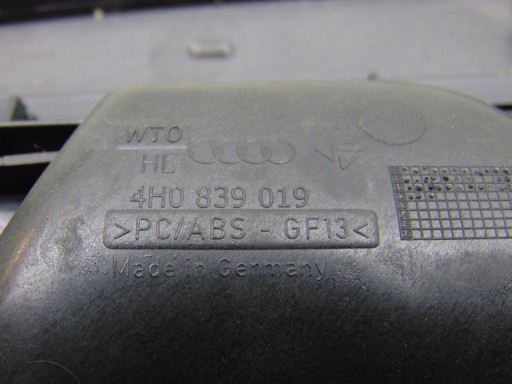 WTO
HL
4H0 839 019
>PC/ABS - GF13<
Made in Germany